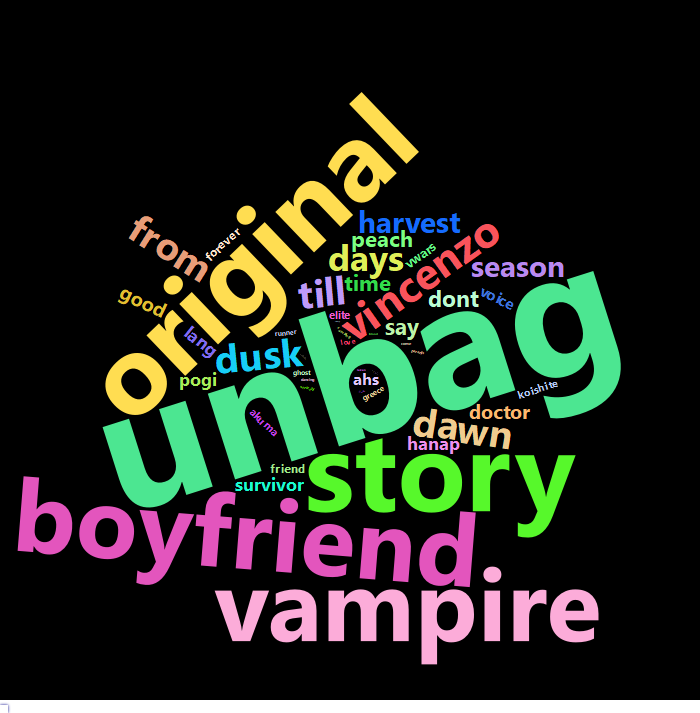 original
harvest
from
forever
peach
days
vwars
vincenzo
season
till
time
good
voice
dont
elite
say
lang
runner
love
dusk
ghost
pogi
ahs
greece
koishite
akuma
dawn
doctor
hanap
unbag
friend
survivor
story
boyfriend
vampire